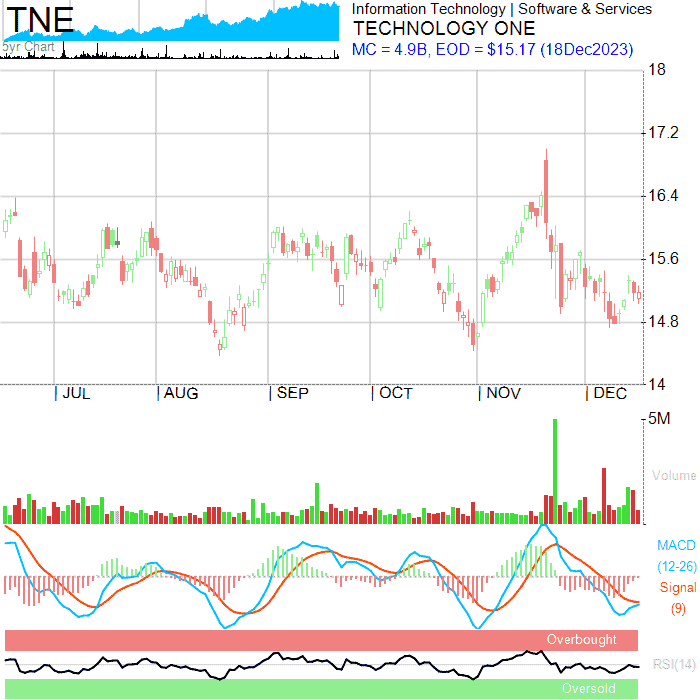 TNE
5yr Chart
Information Technology | Software & Services
TECHNOLOGY ONE
MC = 4.9B, EOD = $15.17 (18Dec2023)
18
17.2
16.4
15.6
14.8
14
JUL
AUG
SEP
OCT
NOV
DEC
5M
Volume
MACD
(12-26)
Signal
(9)
Overbought
RSI(14)
Oversold